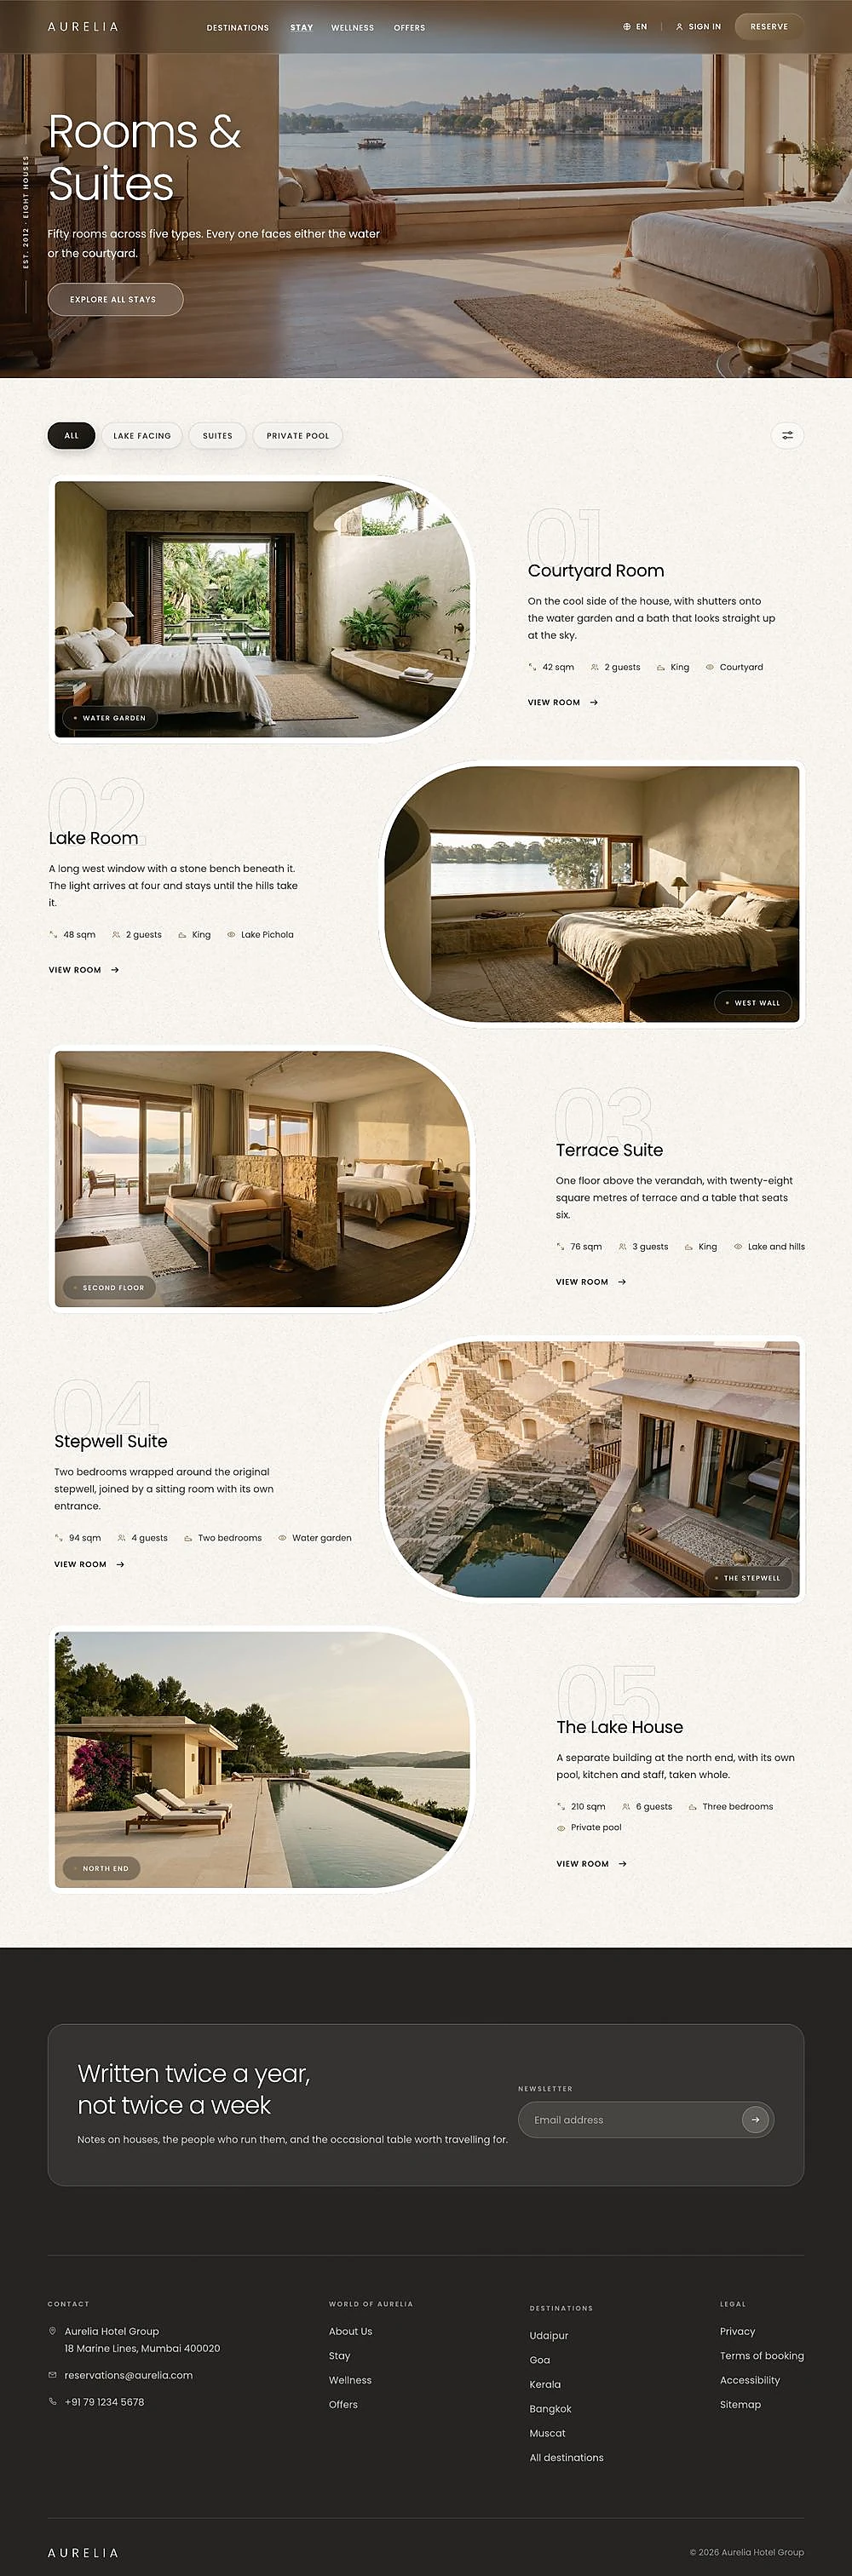 AURELIA
DESTINATIONS
STAY
WELLNESS
OFFERS
EN
SIGN IN
RESERVE
EST. 2012 · EIGHT HOUSES
Rooms &
Suites
Fifty rooms across five types. Every one faces either the water
or the courtyard.
EXPLORE ALL STAYS
ALL
LAKE FACING
SUITES
PRIVATE POOL
WATER GARDEN
01
Courtyard Room
On the cool side of the house, with shutters onto
the water garden and a bath that looks straight up
at the sky.
42 sqm
2 guests
King
Courtyard
VIEW ROOM
02
Lake Room
A long west window with a stone bench beneath it.
The light arrives at four and stays until the hills take
it.
48 sqm
2 guests
King
Lake Pichola
VIEW ROOM
WEST WALL
SECOND FLOOR
03
Terrace Suite
One floor above the verandah, with twenty-eight
square metres of terrace and a table that seats
six.
76 sqm
3 guests
King
Lake and hills
VIEW ROOM
04
Stepwell Suite
Two bedrooms wrapped around the original
stepwell, joined by a sitting room with its own
entrance.
94 sqm
4 guests
Two bedrooms
Water garden
VIEW ROOM
THE STEPWELL
NORTH END
05
The Lake House
A separate building at the north end, with its own
pool, kitchen and staff, taken whole.
210 sqm
6 guests
Three bedrooms
Private pool
VIEW ROOM
Written twice a year,
not twice a week
Notes on houses, the people who run them, and the occasional table worth travelling for.
NEWSLETTER
Email address
CONTACT
Aurelia Hotel Group
18 Marine Lines, Mumbai 400020
reservations@aurelia.com
+91 79 1234 5678
WORLD OF AURELIA
About Us
Stay
Wellness
Offers
DESTINATIONS
Udaipur
Goa
Kerala
Bangkok
Muscat
All destinations
LEGAL
Privacy
Terms of booking
Accessibility
Sitemap
AURELIA
© 2026 Aurelia Hotel Group